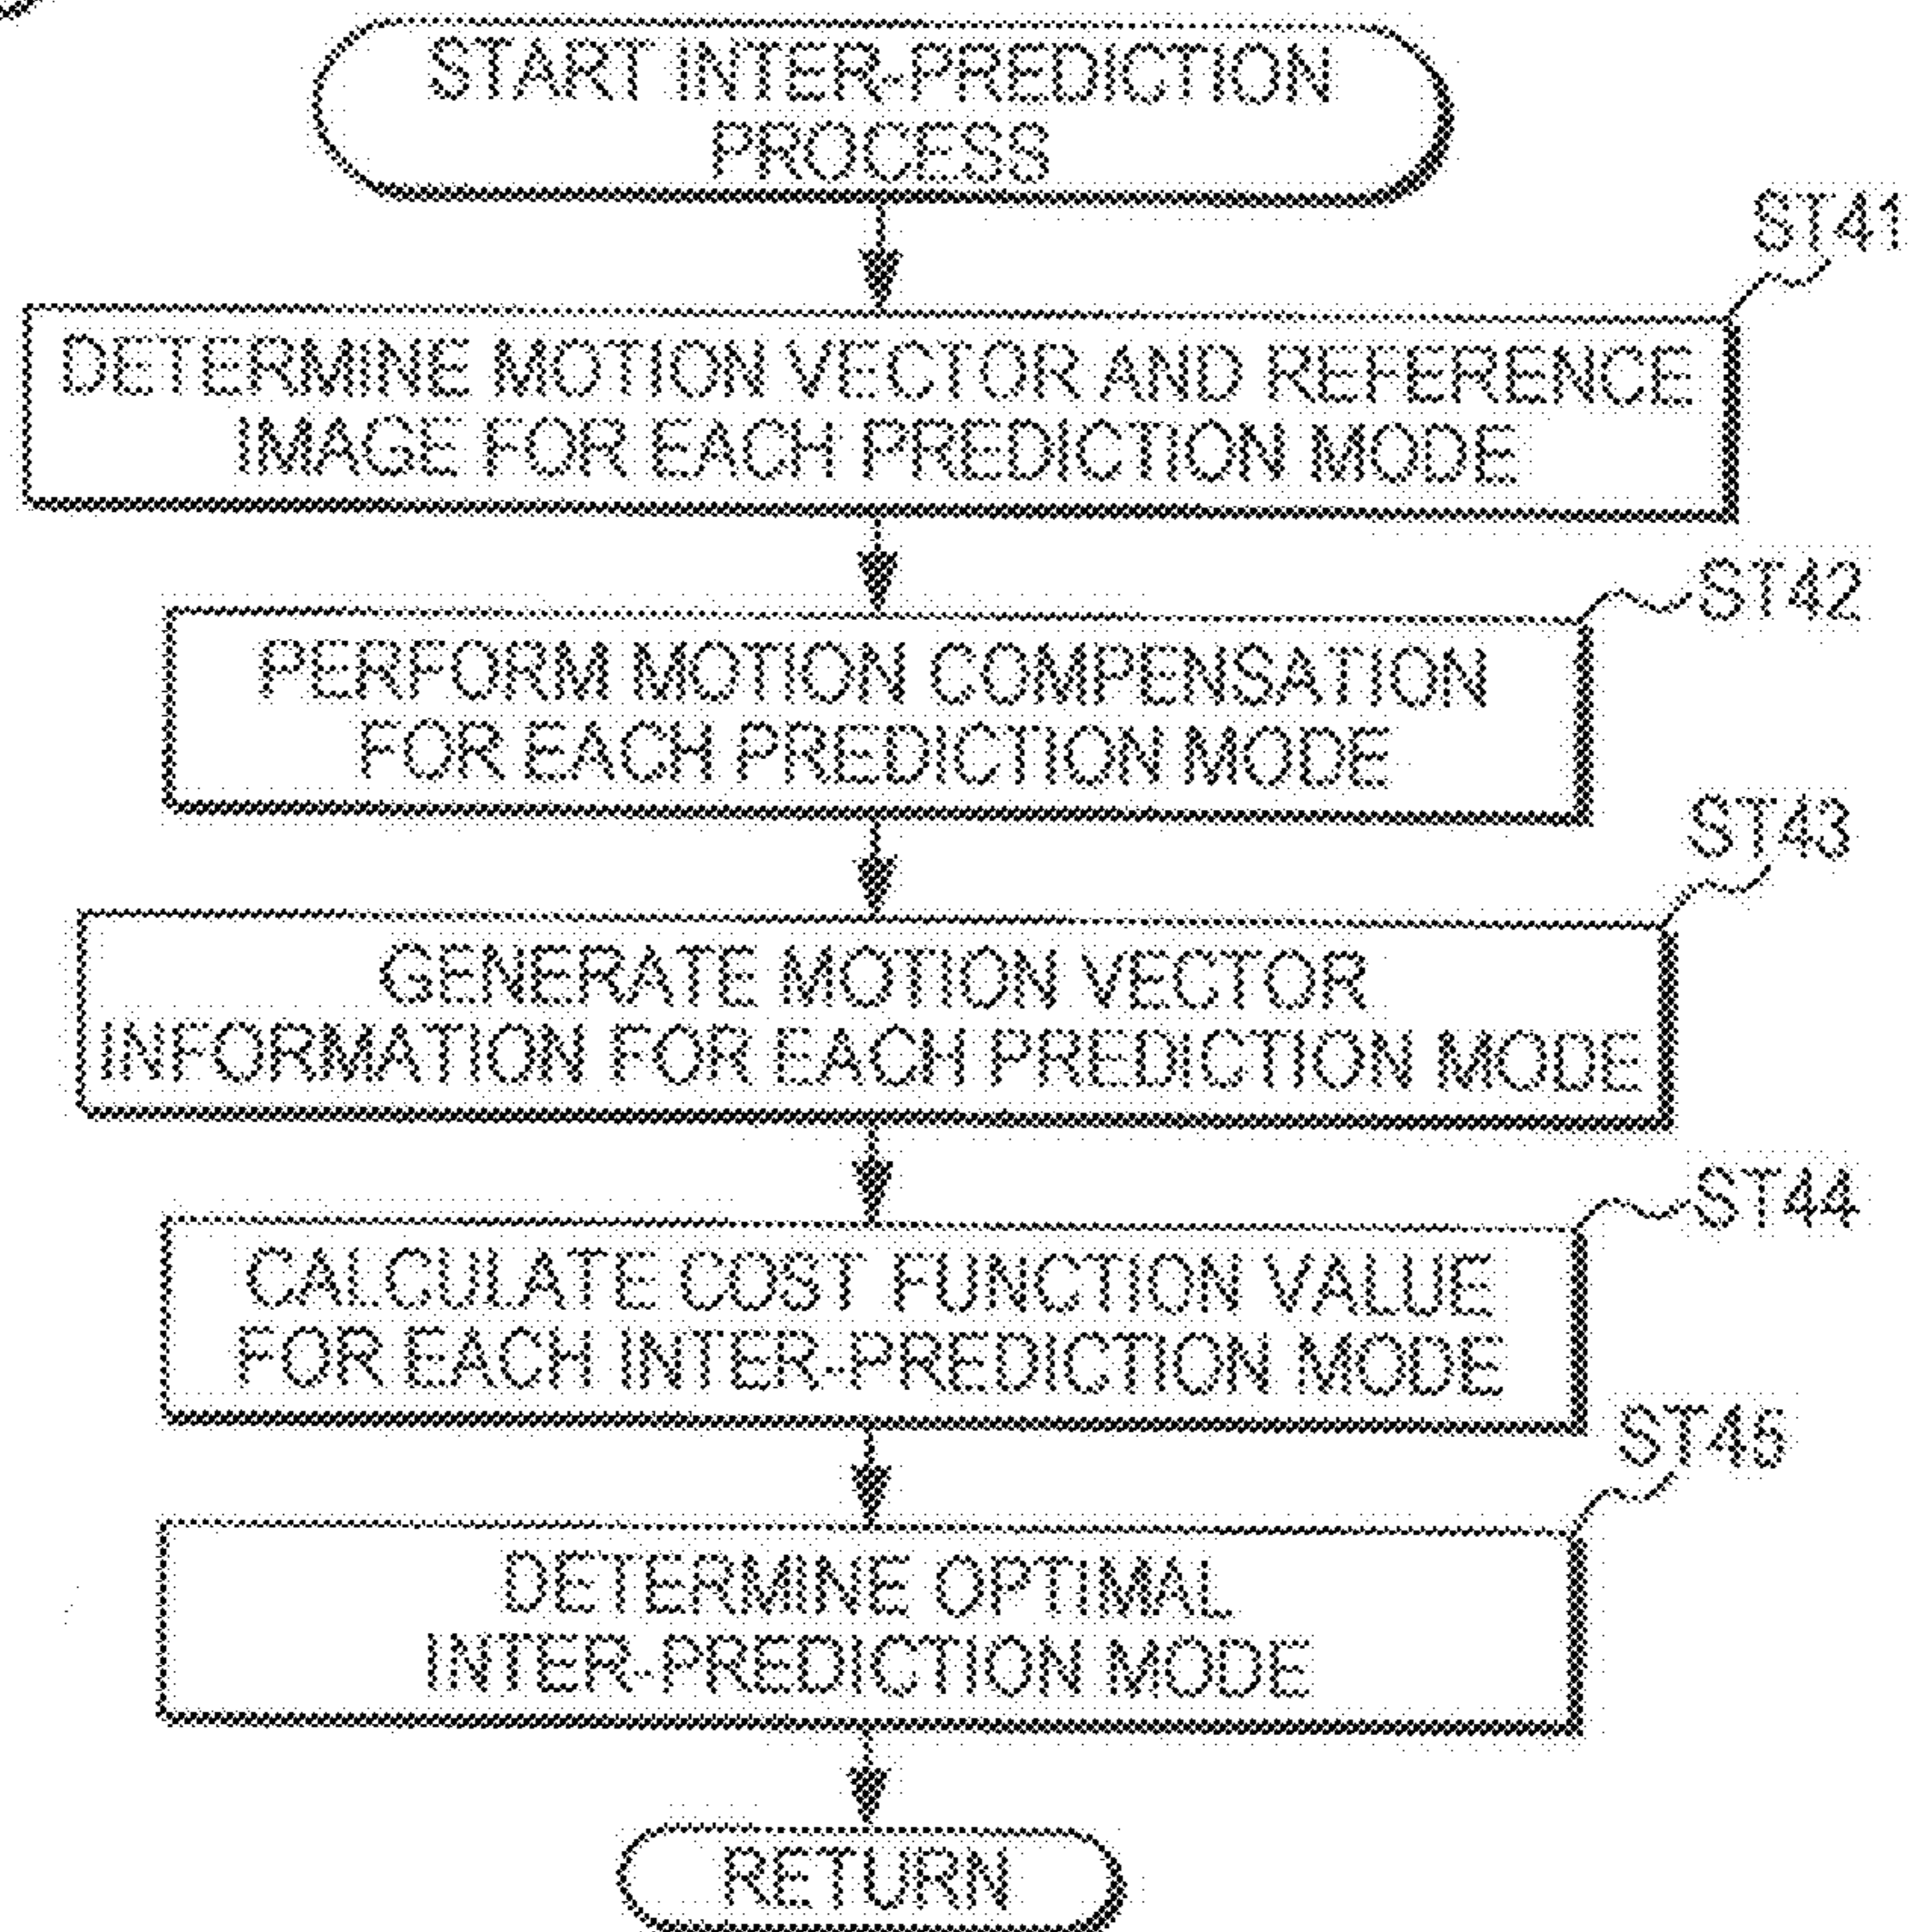 START INTER-PREDICTION
PROCESS
ST41
DETERMINE MOTION VECTOR AND REFERENCE
IMAGE FOR EACH PREDICTION MODE
ST42
PERFORM MOTION COMPENSATION
FOR EACH PREDICTION MODE
ST43
GENERATE MOTION VECTOR
INFORMATION FOR EACH PREDICTION MODE
ST44
CALCULATE COST FUNCTION VALUE
FOR EACH INTER-PREDICTION MODE
ST45
DETERMINE OPTIMAL
INTER-PREDICTION MODE
RETURN